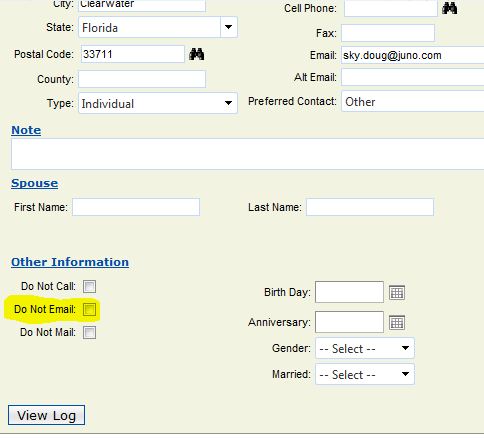 City: Clearwater
Cell Phone:
State: Florida
Fax:
Postal Code: 33711
Email: sky.doug@juno.com
County:
Alt Email:
Type: Individual
Preferred Contact: Other
Note
Spouse
First Name:
Last Name:
Other Information
Do Not Call:
Birth Day:
Do Not Email:
Anniversary:
Do Not Mail:
Gender: -- Select --
Married: -- Select --
View Log